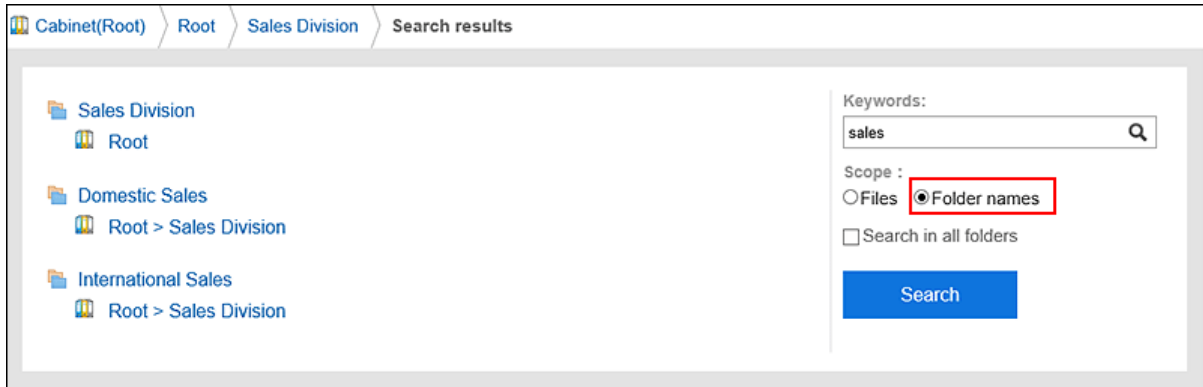 Cabinet(Root) Root Sales Division Search results
Sales Division
Root
Domestic Sales
Root > Sales Division
International Sales
Root > Sales Division
Keywords:
sales
Scope :
Files Folder names
Search in all folders
Search